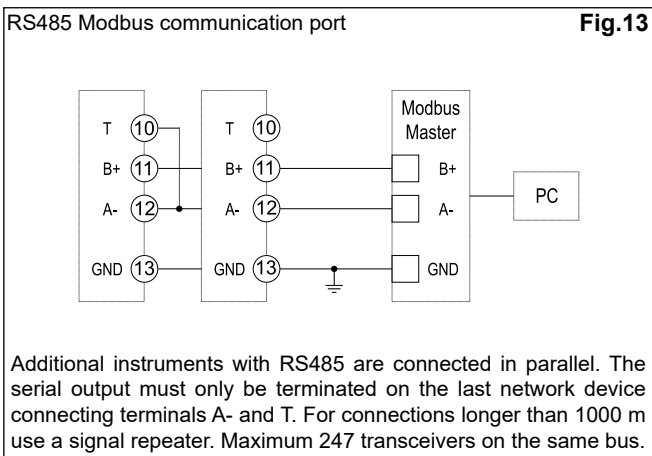 RS485 Modbus communication port Fig.13
Modbus
Master
T 10 T 10
B+ 11 B+ 11 B+
A- 12 A- 12 A-
PC
GND 13 GND 13 GND
Additional instruments with RS485 are connected in parallel. The
serial output must only be terminated on the last network device
connecting terminals A- and T. For connections longer than 1000 m
use a signal repeater. Maximum 247 transceivers on the same bus.